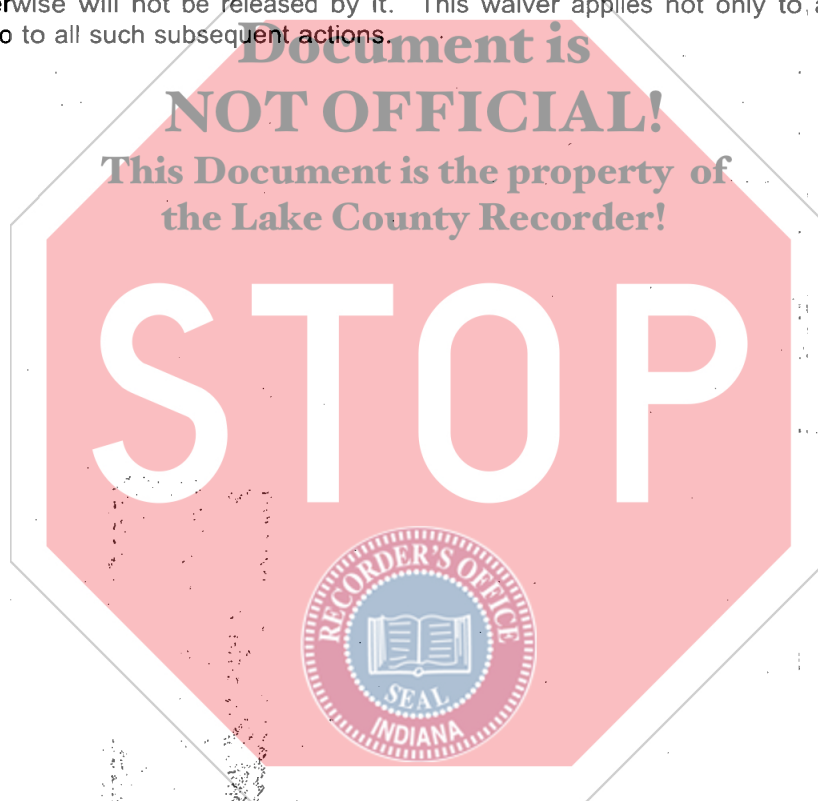 erwise will not be released by it. This waiver applies not only to a
o to all such subsequent actions.
Document is
NOT OFFICIAL!
This Document is the property of
the Lake County Recorder!
STOP
RECORDER'S OFFICE
SEAL
INDIANA